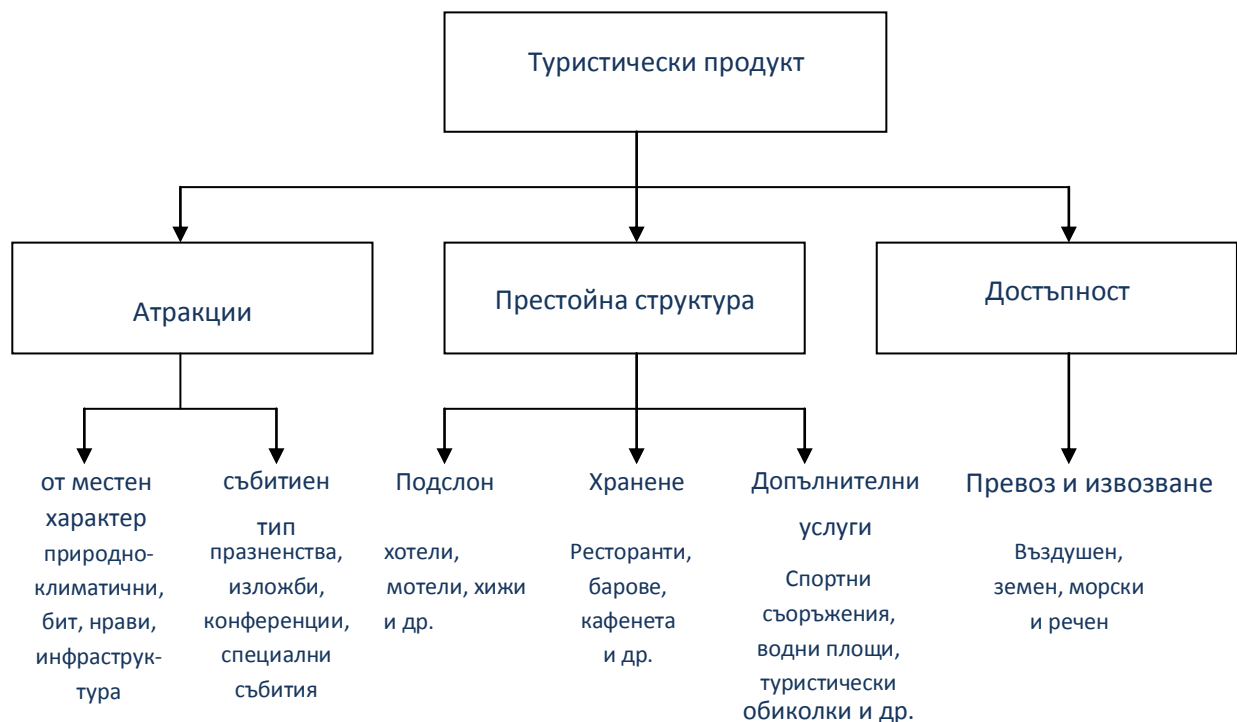 Туристически продукт
Атракции
Престойна структура
Достъпност
от местен
характер
природно-
климатични,
бит, нрави,
инфраструк-
тура
събитиен
тип
празненства,
изложби,
конференции,
специални
събития
Подслон
хотели,
мотели, хижи
и др.
Хранене
Ресторанти,
барове,
кафенета
и др.
Допълнителни
услуги
Спортни
съоръжения,
водни площи,
туристически
обиколки и др.
Превоз и извозване
Въздушен,
земен, морски
и речен